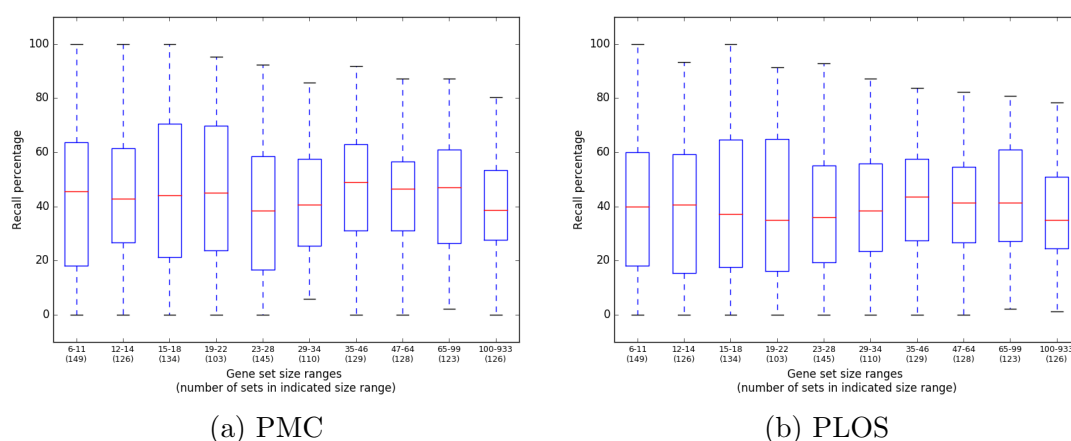 100
80
60
40
20
0
Recall percentage
6-11 12-14 15-18 19-22 23-28 29-34 35-46 47-64 65-99 100-933
(149) (126) (134) (103) (145) (110) (129) (128) (123) (126)
Gene set size ranges
(number of sets in indicated size range)
(a) PMC
100
80
60
40
20
0
Recall percentage
6-11 12-14 15-18 19-22 23-28 29-34 35-46 47-64 65-99 100-933
(149) (126) (134) (103) (145) (110) (129) (128) (123) (126)
Gene set size ranges
(number of sets in indicated size range)
(b) PLOS